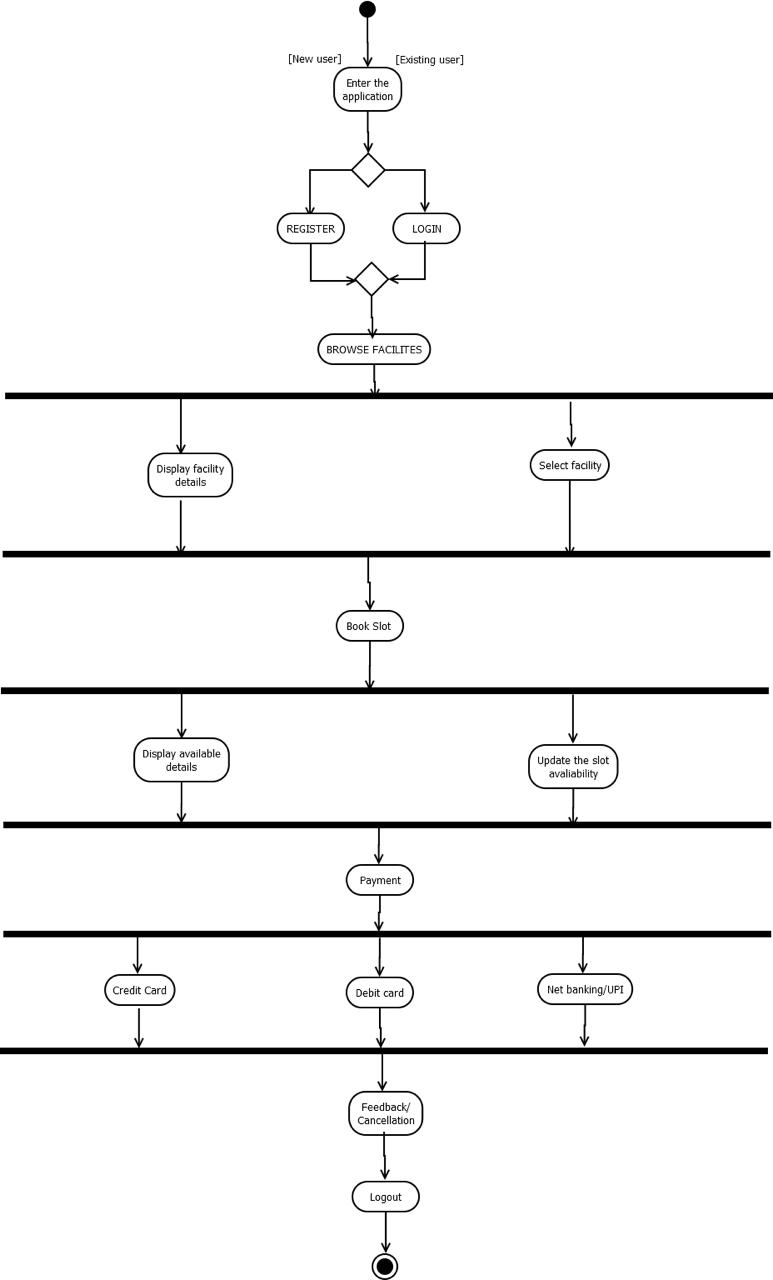 [New user]
[Existing user]
Enter the
application
REGISTER
LOGIN
BROWSE FACILITES
Display facility
details
Select facility
Book Slot
Display available
details
Update the slot
avaliability
Payment
Credit Card
Debit card
Net banking/UPI
Feedback/
Cancellation
Logout